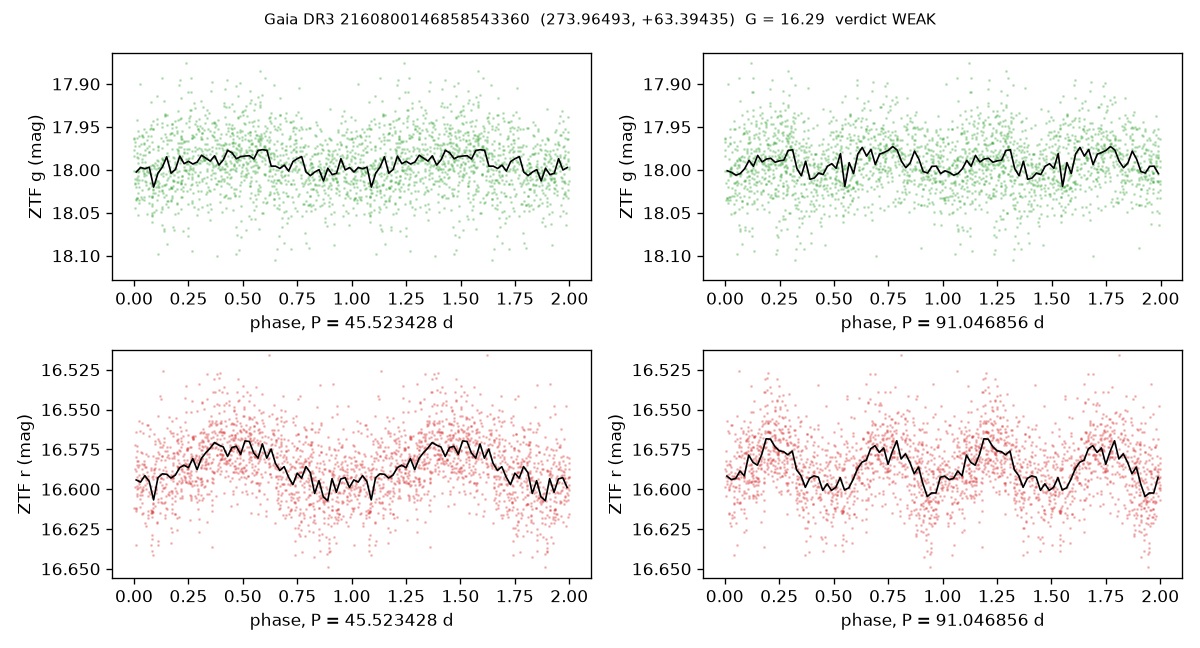 Gaia DR3 2160800146858543360 (273.96493, +63.39435) G = 16.29 verdict WEAK
ZTF g (mag)
17.90
17.95
18.00
18.05
18.10
0.00 0.25 0.50 0.75 1.00 1.25 1.50 1.75 2.00
phase, P = 45.523428 d
ZTF g (mag)
17.90
17.95
18.00
18.05
18.10
0.00 0.25 0.50 0.75 1.00 1.25 1.50 1.75 2.00
phase, P = 91.046856 d
ZTF r (mag)
16.525
16.550
16.575
16.600
16.625
16.650
0.00 0.25 0.50 0.75 1.00 1.25 1.50 1.75 2.00
phase, P = 45.523428 d
ZTF r (mag)
16.525
16.550
16.575
16.600
16.625
16.650
0.00 0.25 0.50 0.75 1.00 1.25 1.50 1.75 2.00
phase, P = 91.046856 d